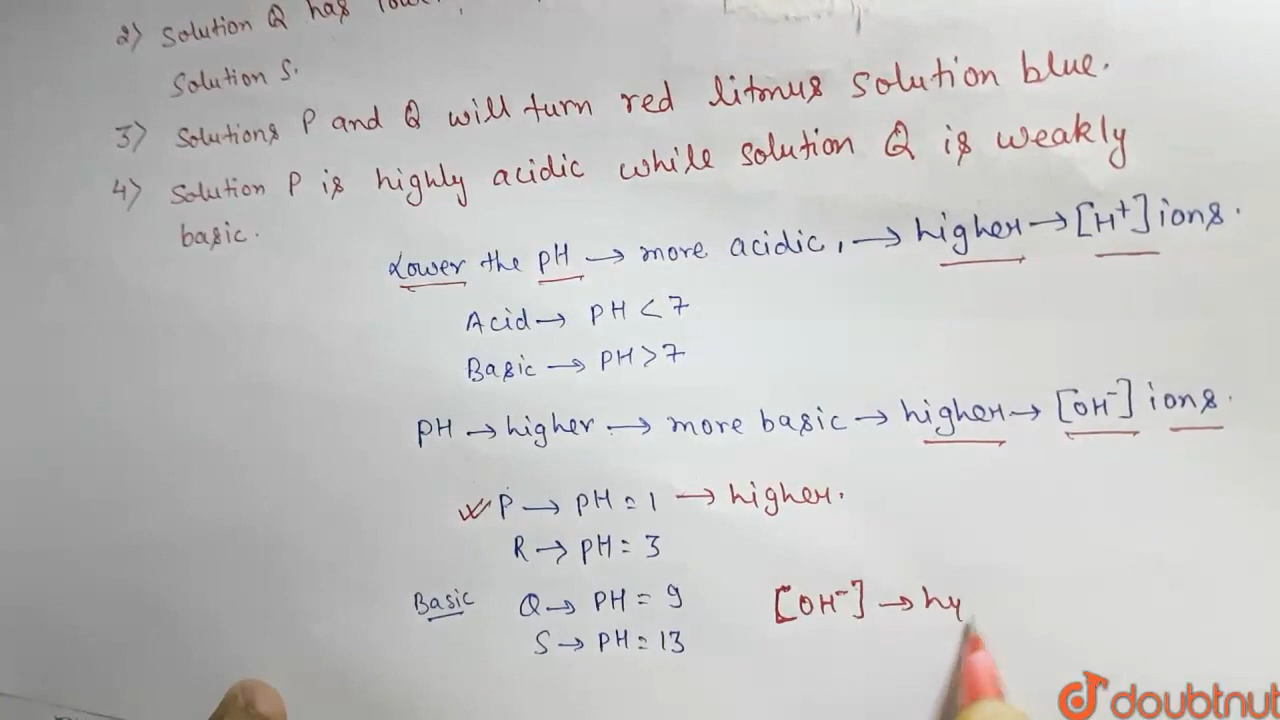 2) Solution Q has
Solution S.
3) Solutions P and Q will turn red litmus solution blue.
4) Solution P is highly acidic while solution Q is weakly
basic.
Lower the pH → more acidic, → higher → [H⁺] ions.
Acid → PH < 7
Basic → PH > 7
PH → higher → more basic → higher → [OH⁻] ions.
P → PH = 1 → higher.
R → PH = 3
Basic Q → PH = 9 [OH⁻] → hy
S → PH = 13
doubtnut